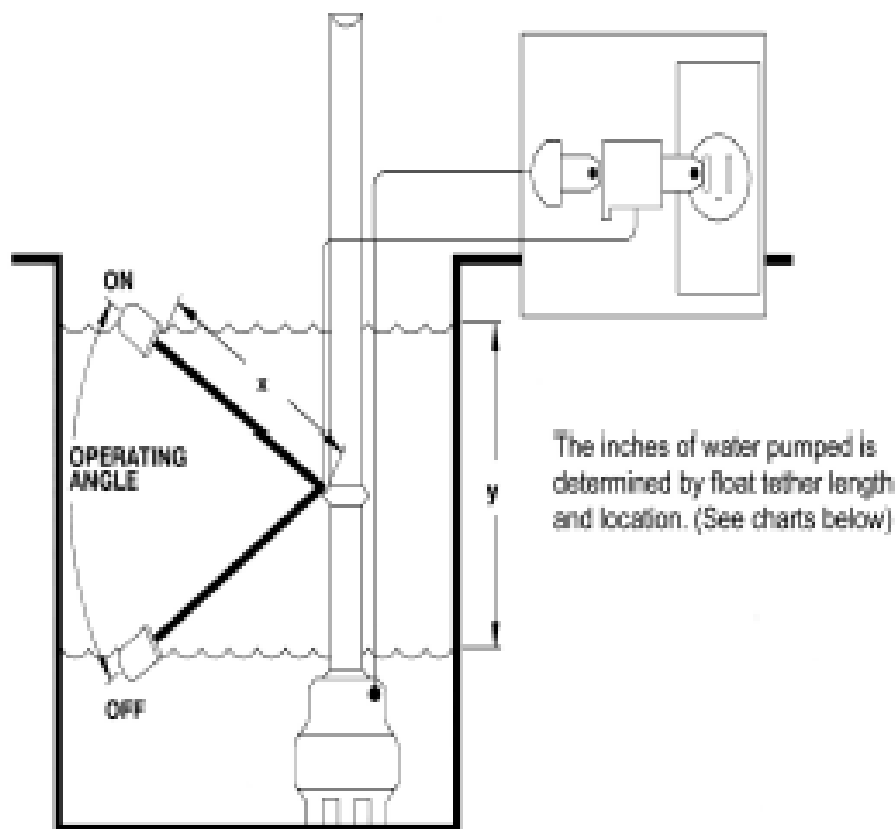 ON
x
OPERATING
ANGLE
y
The inches of water pumped is
determined by float tether length
and location. (See charts below)
OFF